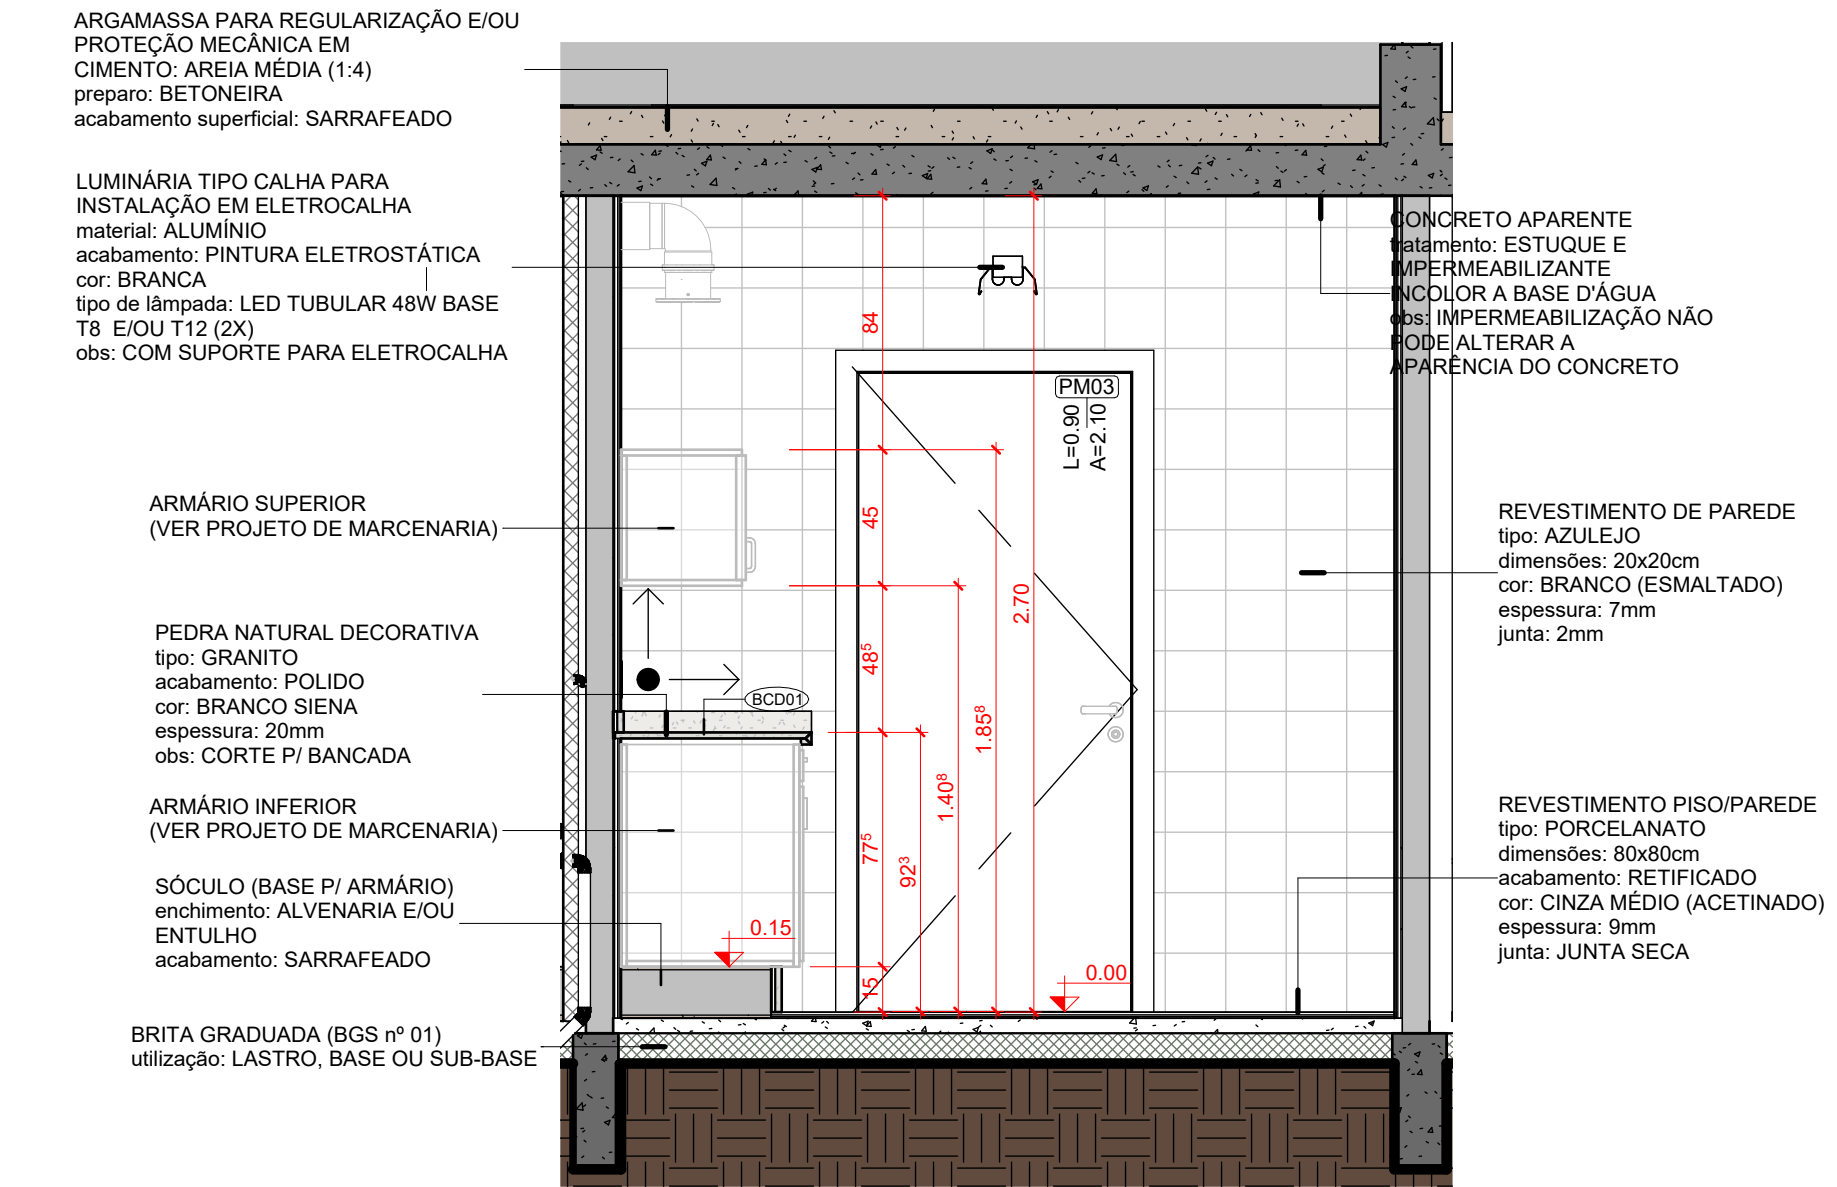 ARGAMASSA PARA REGULARIZAÇÃO E/OU
PROTEÇÃO MECÂNICA EM
CIMENTO: AREIA MÉDIA (1:4)
preparo: BETONEIRA
acabamento superficial: SARRAFEADO
LUMINÁRIA TIPO CALHA PARA
INSTALAÇÃO EM ELETROCALHA
material: ALUMÍNIO
acabamento: PINTURA ELETROSTÁTICA
cor: BRANCA
tipo de lâmpada: LED TUBULAR 48W BASE
T8 E/OU T12 (2X)
obs: COM SUPORTE PARA ELETROCALHA
ARMÁRIO SUPERIOR
(VER PROJETO DE MARCENARIA)
PEDRA NATURAL DECORATIVA
tipo: GRANITO
acabamento: POLIDO
cor: BRANCO SIENA
espessura: 20mm
obs: CORTE P/ BANCADA
ARMÁRIO INFERIOR
(VER PROJETO DE MARCENARIA)
SÓCULO (BASE P/ ARMÁRIO)
enchimento: ALVENARIA E/OU
ENTULHO
acabamento: SARRAFEADO
BRITA GRADUADA (BGS nº 01)
utilização: LASTRO, BASE OU SUB-BASE
84
45
48⁵
77⁵
15
92³
1.40⁸
1.85⁸
2.70
PM03
L=0.90
A=2.10
BCD01
0.15
0.00
CONCRETO APARENTE
tratamento: ESTUQUE E
IMPERMEABILIZANTE
INCOLOR A BASE D'ÁGUA
obs: IMPERMEABILIZAÇÃO NÃO
PODE ALTERAR A
APARÊNCIA DO CONCRETO
REVESTIMENTO DE PAREDE
tipo: AZULEJO
dimensões: 20x20cm
cor: BRANCO (ESMALTADO)
espessura: 7mm
junta: 2mm
REVESTIMENTO PISO/PAREDE
tipo: PORCELANATO
dimensões: 80x80cm
acabamento: RETIFICADO
cor: CINZA MÉDIO (ACETINADO)
espessura: 9mm
junta: JUNTA SECA